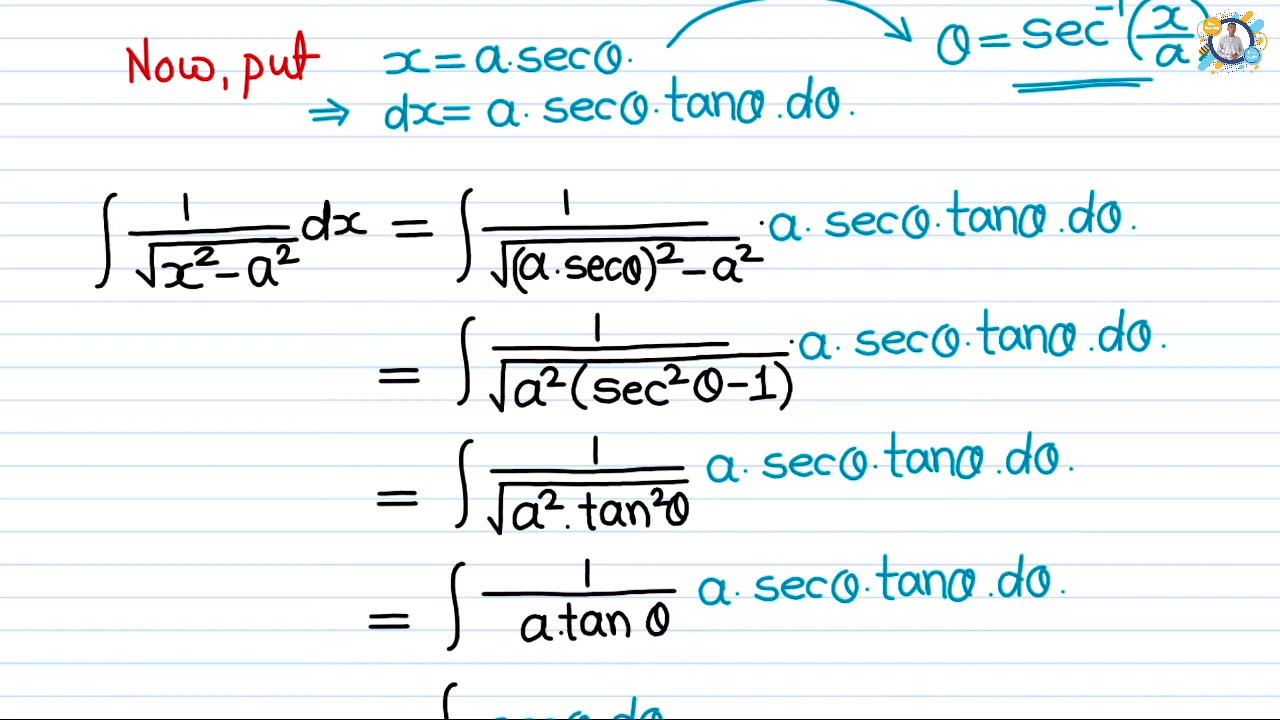 Now, put x = a.secθ. θ = sec⁻¹(x/a)
⇒ dx = a. secθ. tanθ .dθ.
∫ 1/√(x² − a²) dx = ∫ 1/√((a.secθ)² − a²) . a. secθ. tanθ .dθ.
= ∫ 1/√(a²(sec²θ − 1)) . a. secθ. tanθ .dθ.
= ∫ 1/√(a². tan²θ) a. secθ. tanθ .dθ.
= ∫ 1/(a.tan θ) a. secθ. tanθ .dθ.